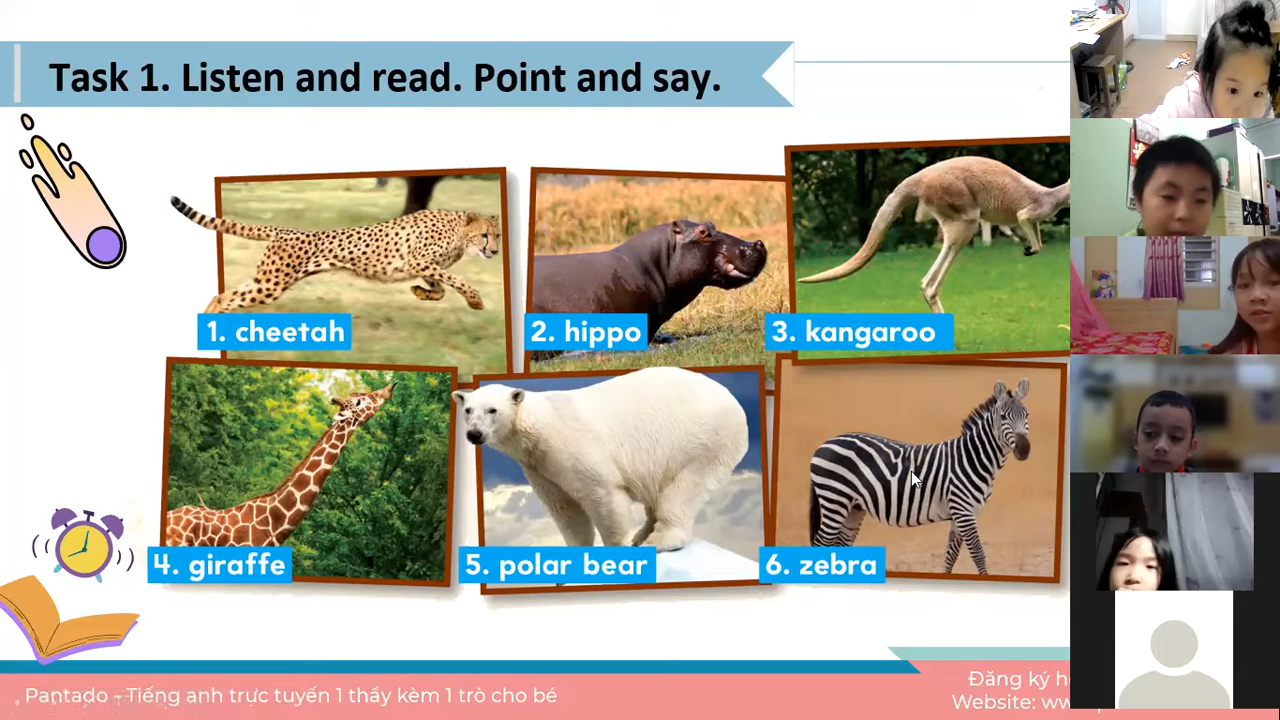 Task 1. Listen and read. Point and say.
1. cheetah
2. hippo
3. kangaroo
4. giraffe
5. polar bear
6. zebra
Pantado - Tiếng anh trực tuyến 1 thầy kèm 1 trò cho bé
Đăng ký
Website: